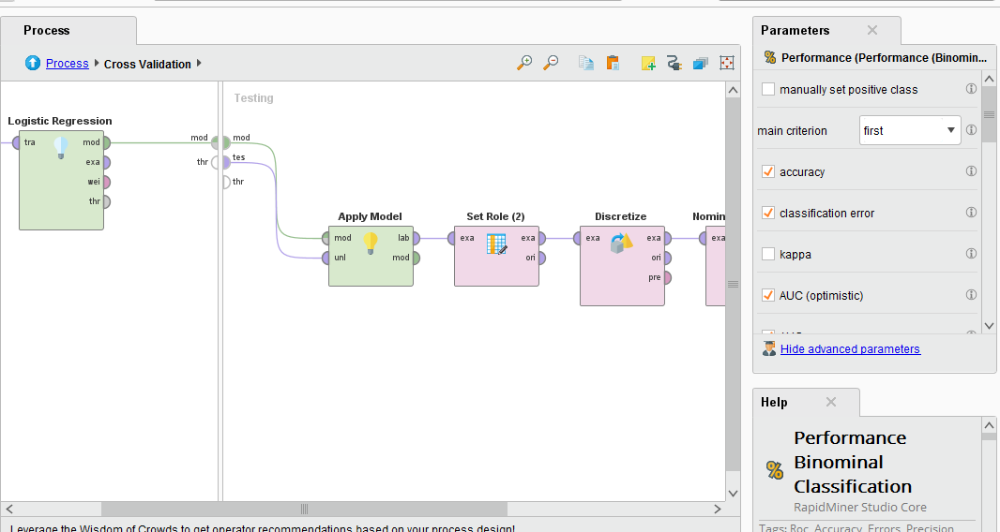 Process
Parameters
Process
Cross Validation
Performance (Performance (Binomin...
Testing
manually set positive class
main criterion
first
accuracy
classification error
kappa
AUC (optimistic)
Hide advanced parameters
Logistic Regression
tra
mod
exa
wei
thr
mod
thr
mod
tes
thr
Apply Model
mod
unl
lab
mod
Set Role (2)
exa
exa
ori
Discretize
exa
exa
ori
pre
Nomin
exa
Help
Performance
Binominal
Classification
RapidMiner Studio Core
Tags: Roc, Accuracy, Errors, Precision
Leverage the Wisdom of Crowds to get operator recommendations based on your process design!